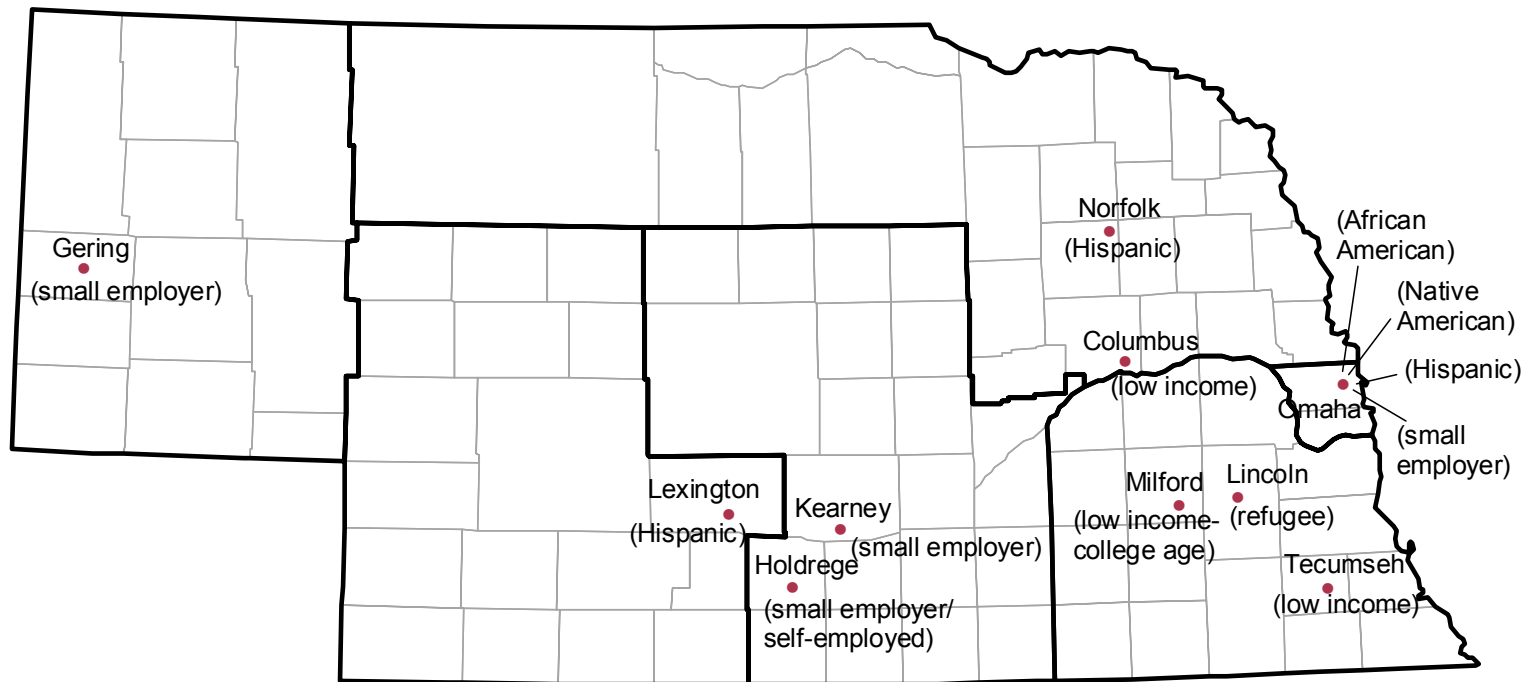 Gering
(small employer)
Norfolk
(Hispanic)
Columbus
(low income)
(African
American)
(Native
American)
(Hispanic)
Omaha
(small
employer)
Lexington
(Hispanic)
Kearney
(small employer)
Holdrege
(small employer/
self-employed)
Milford
(low income-
college age)
Lincoln
(refugee)
Tecumseh
(low income)